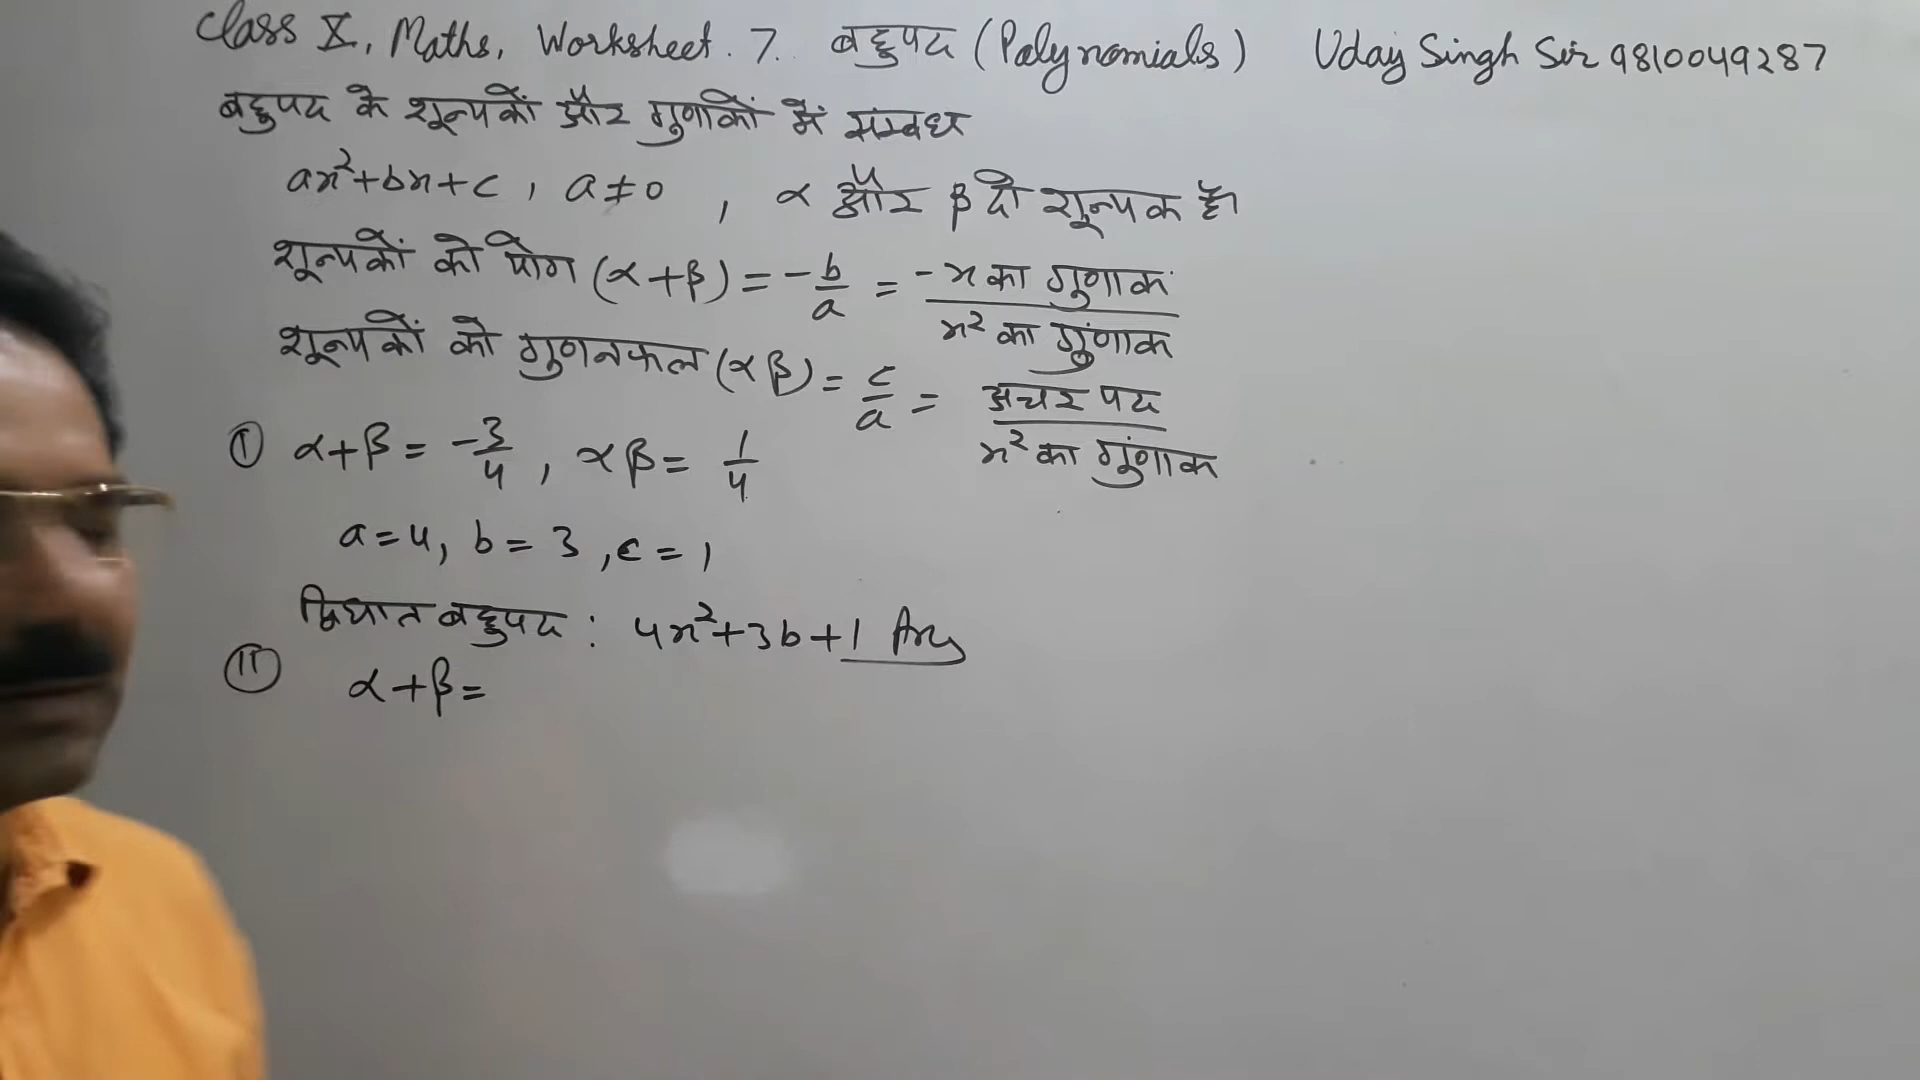 Class X, Maths, Worksheet. 7. बहुपद (Polynomials) Uday Singh Sir 9810049287
बहुपद के शून्यकों और गुणांकों में सम्बंध
ax²+bx+c, a≠0, α और β दो शून्यक है।
शून्यकों को योग (α+β) = -b/a = -x का गुणांक / x² का गुणांक
शून्यकों को गुणनफल (αβ) = c/a = अचर पद / x² का गुणांक
(I) α+β = -3/4, αβ = 1/4
a=4, b=3, c=1
द्विघात बहुपद : 4x²+3b+1 Ans
(II) α+β=